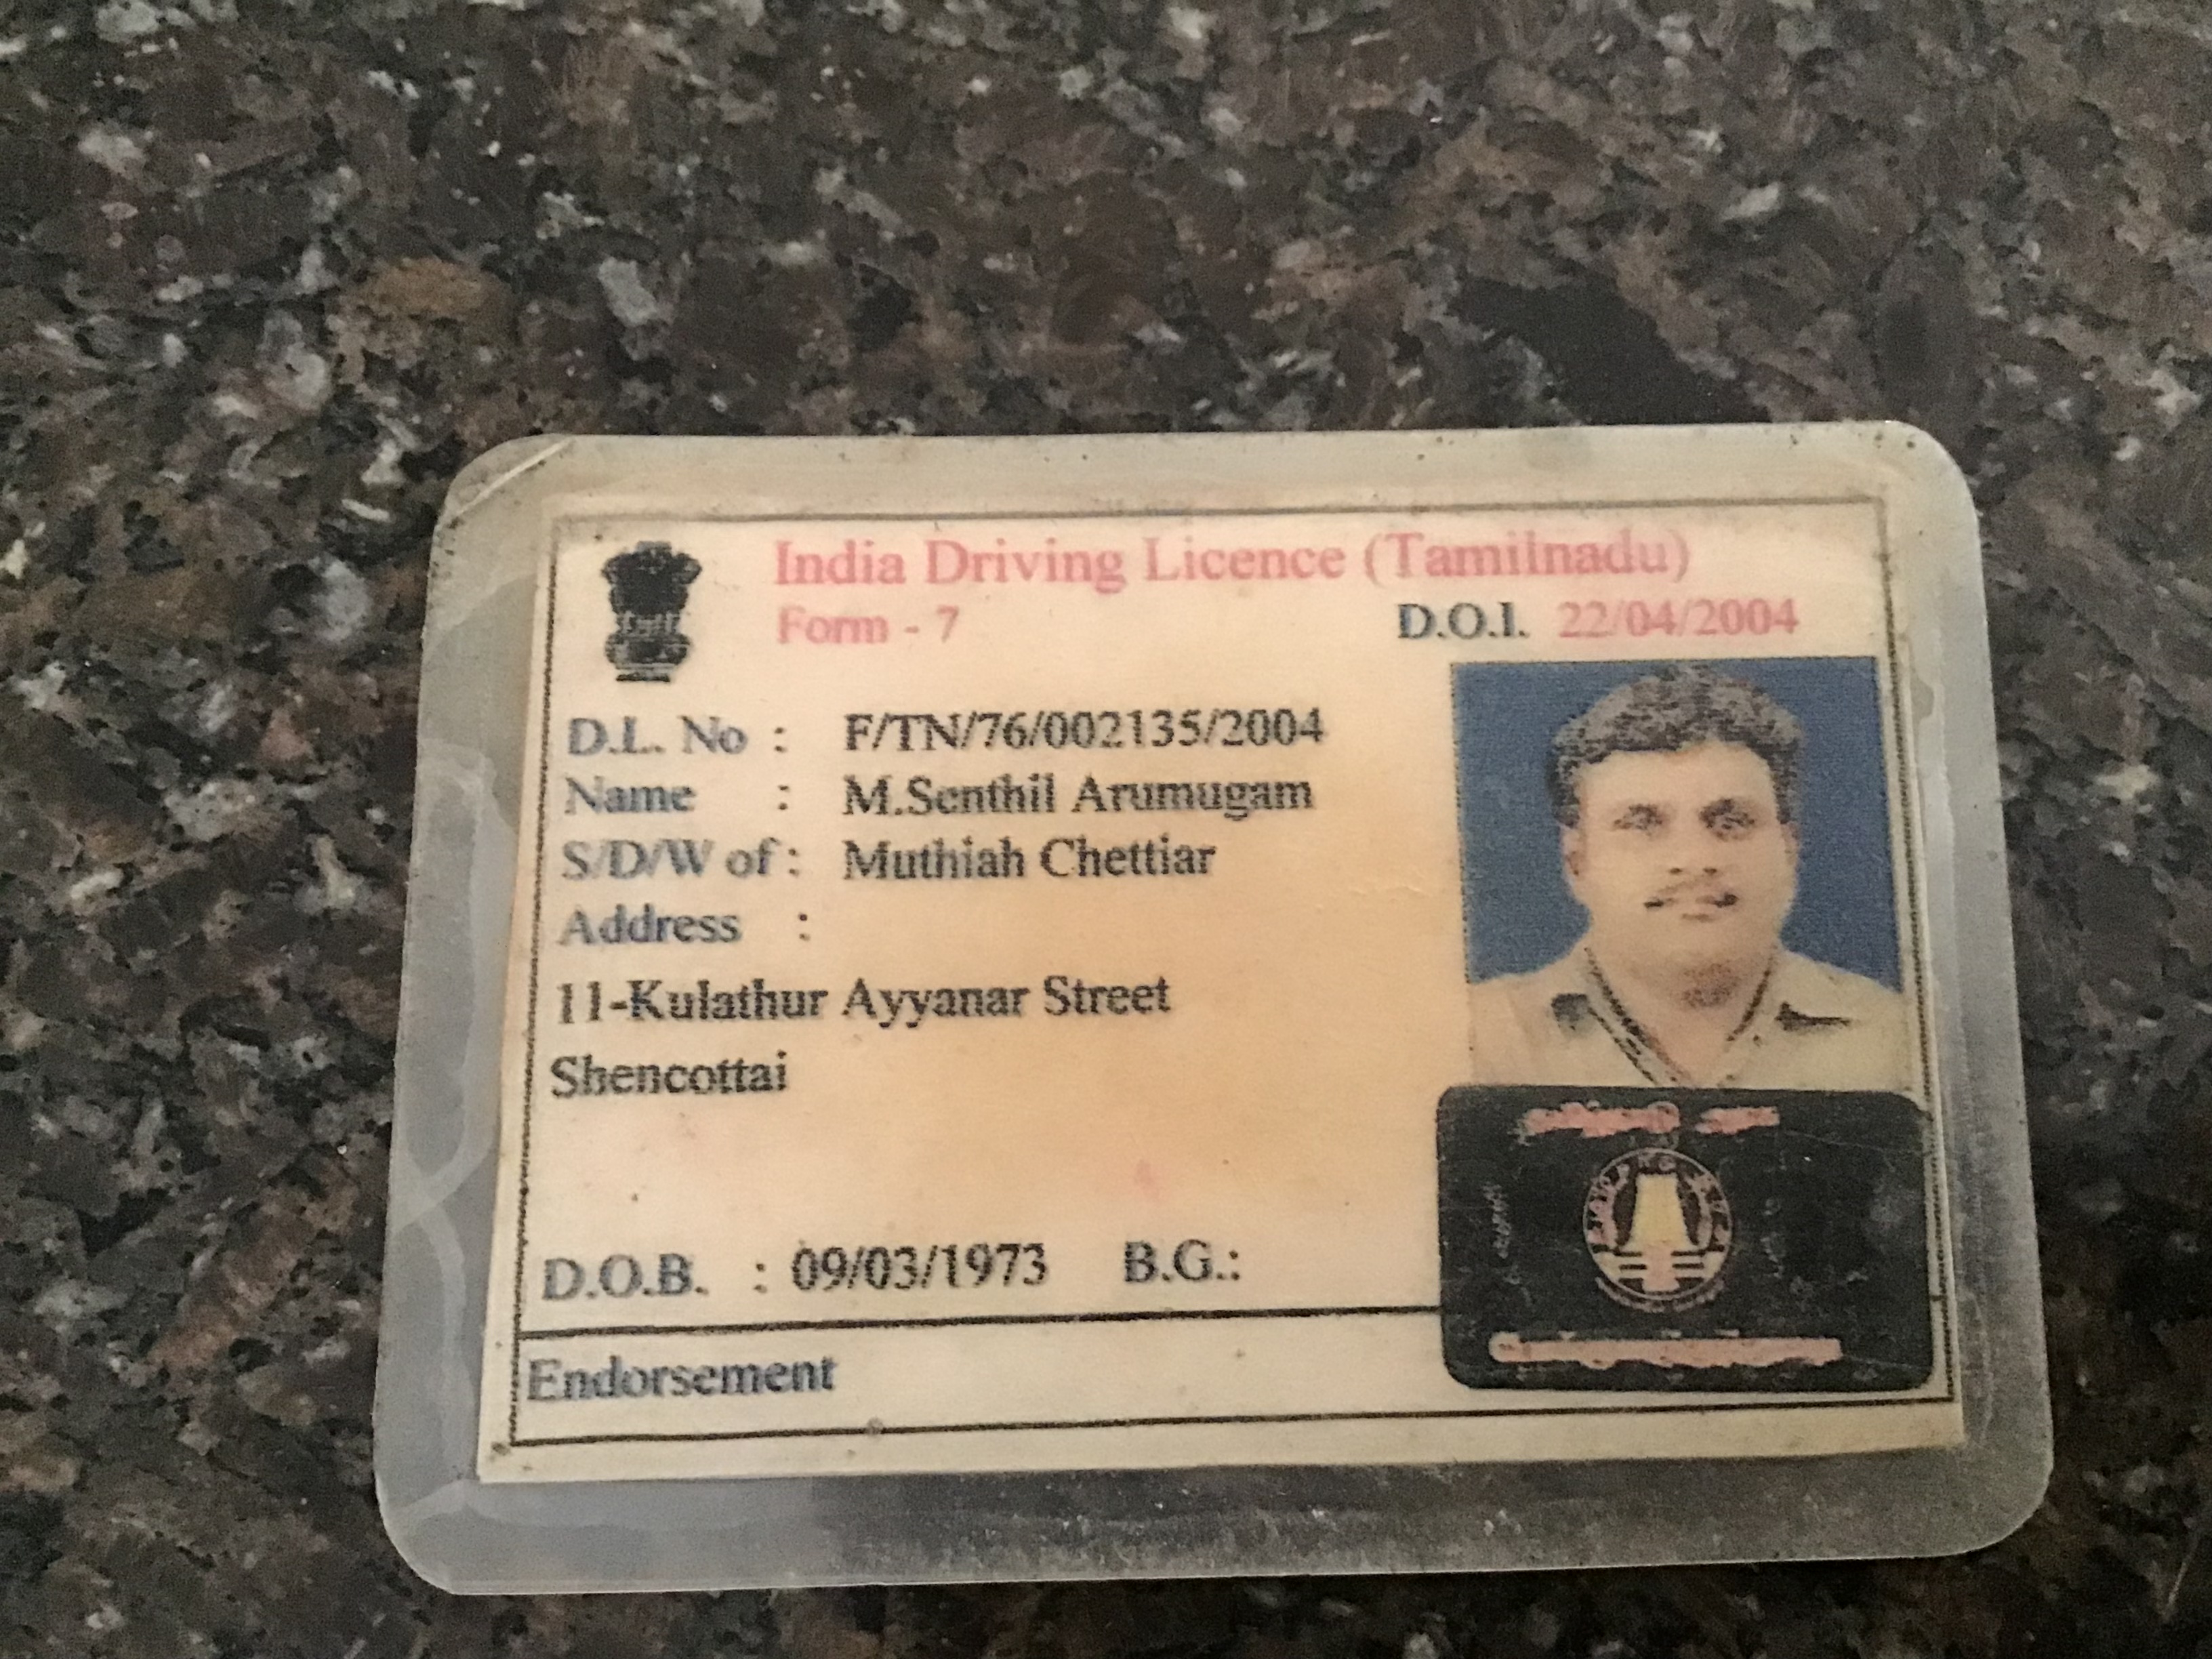 India Driving Licence (Tamilnadu)
Form - 7 D.O.I. 22/04/2004
D.L. No : F/TN/76/002135/2004
Name : M.Senthil Arumugam
S/D/W of : Muthiah Chettiar
Address :
11-Kulathur Ayyanar Street
Shencottai
D.O.B. : 09/03/1973 B.G.:
Endorsement